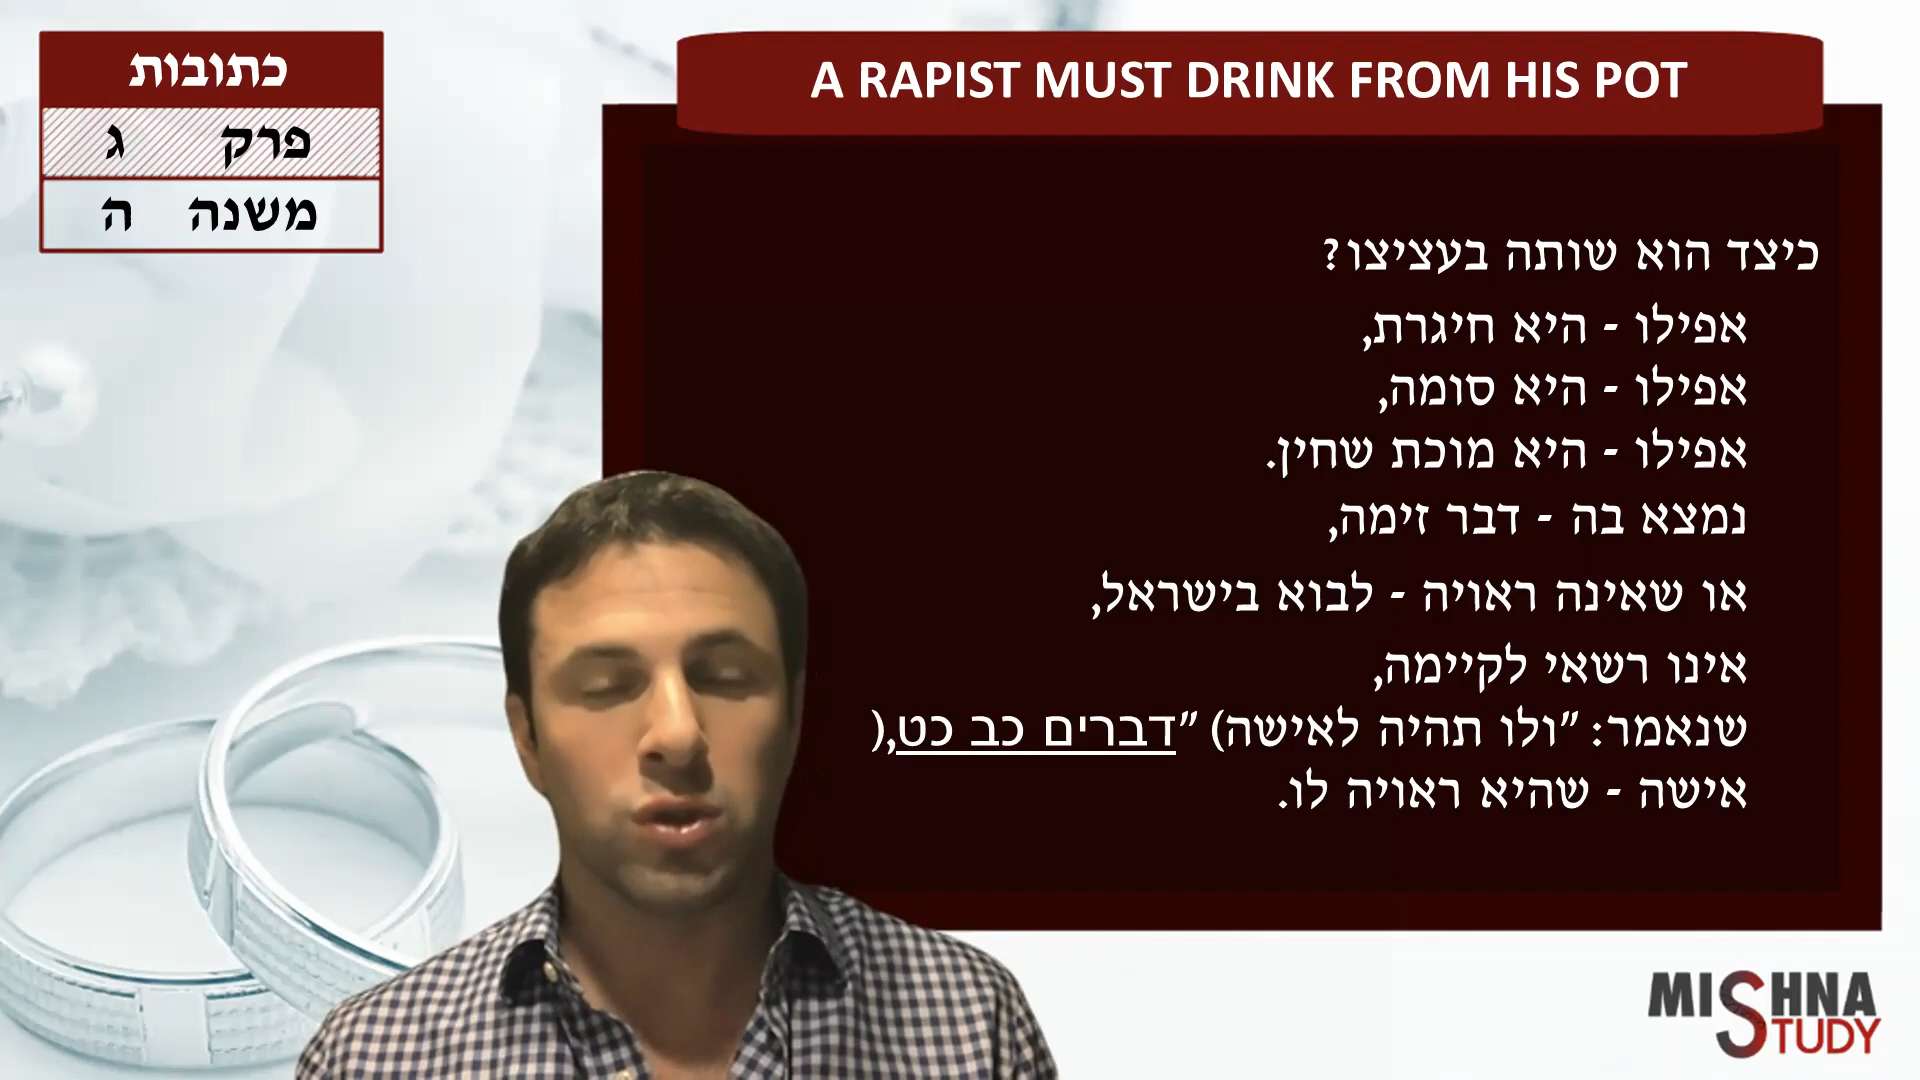 כתובות
פרק ג
משנה ה
A RAPIST MUST DRINK FROM HIS POT
כיצד הוא שותה בעציצו?
אפילו - היא חיגרת,
אפילו - היא סומה,
אפילו - היא מוכת שחין.
נמצא בה - דבר זימה,
או שאינה ראויה - לבוא בישראל,
אינו רשאי לקיימה,
שנאמר: "ולו תהיה לאישה) "דברים כב כט,(
אישה - שהיא ראויה לו.
MISHNA
STUDY